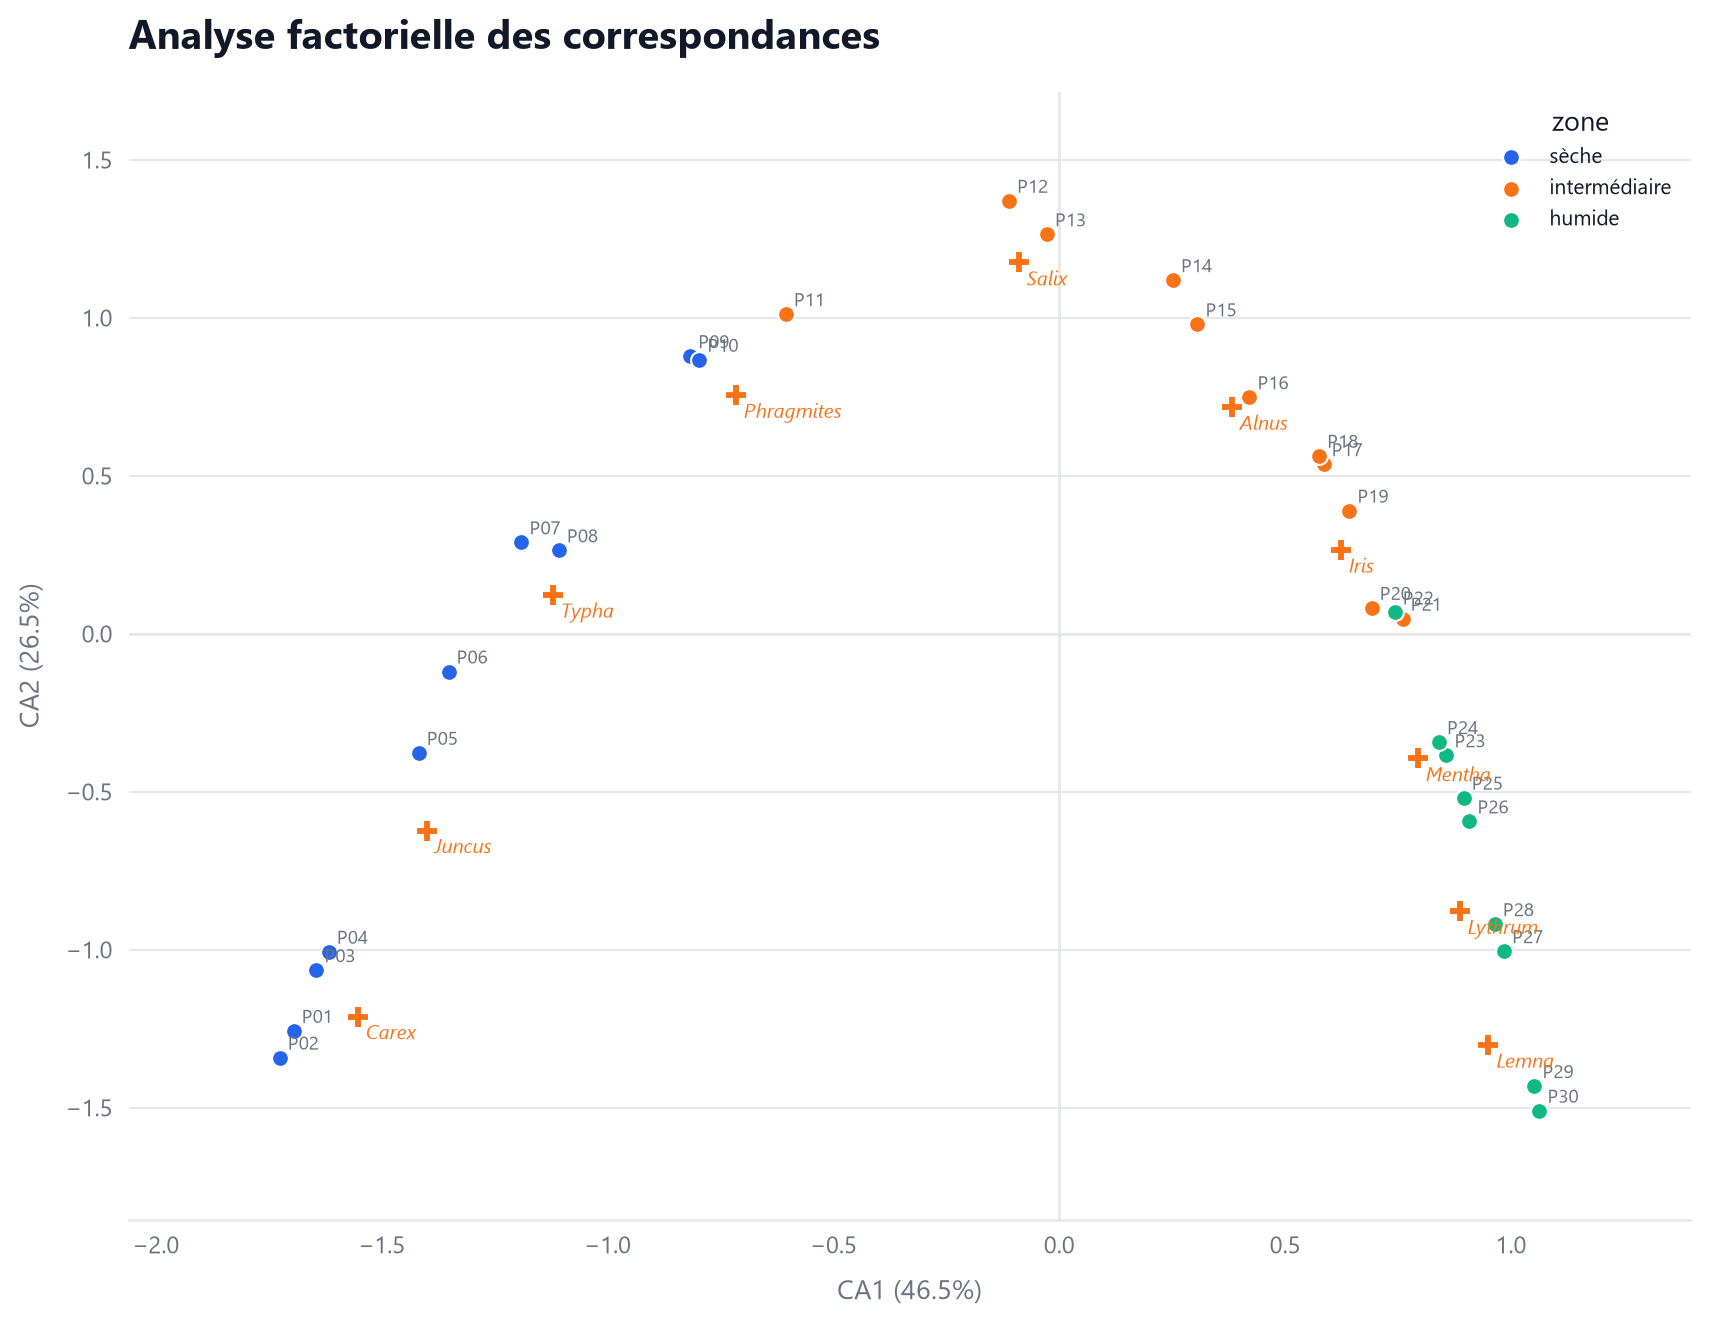 Analyse factorielle des correspondances
zone
sèche
intermédiaire
humide
1.5
1.0
0.5
0.0
−0.5
−1.0
−1.5
CA2 (26.5%)
P12
P13
Salix
P14
P11
P15
P09
P10
Phragmites
P16
Alnus
P18
P17
P19
P07
P08
Iris
Typha
P20
P22
P21
P06
P05
P24
P23
Mentha
P25
P26
Juncus
P28
Lythrum
P27
P04
P03
P01
P02
Carex
Lemna
P29
P30
−2.0
−1.5
−1.0
−0.5
0.0
0.5
1.0
CA1 (46.5%)